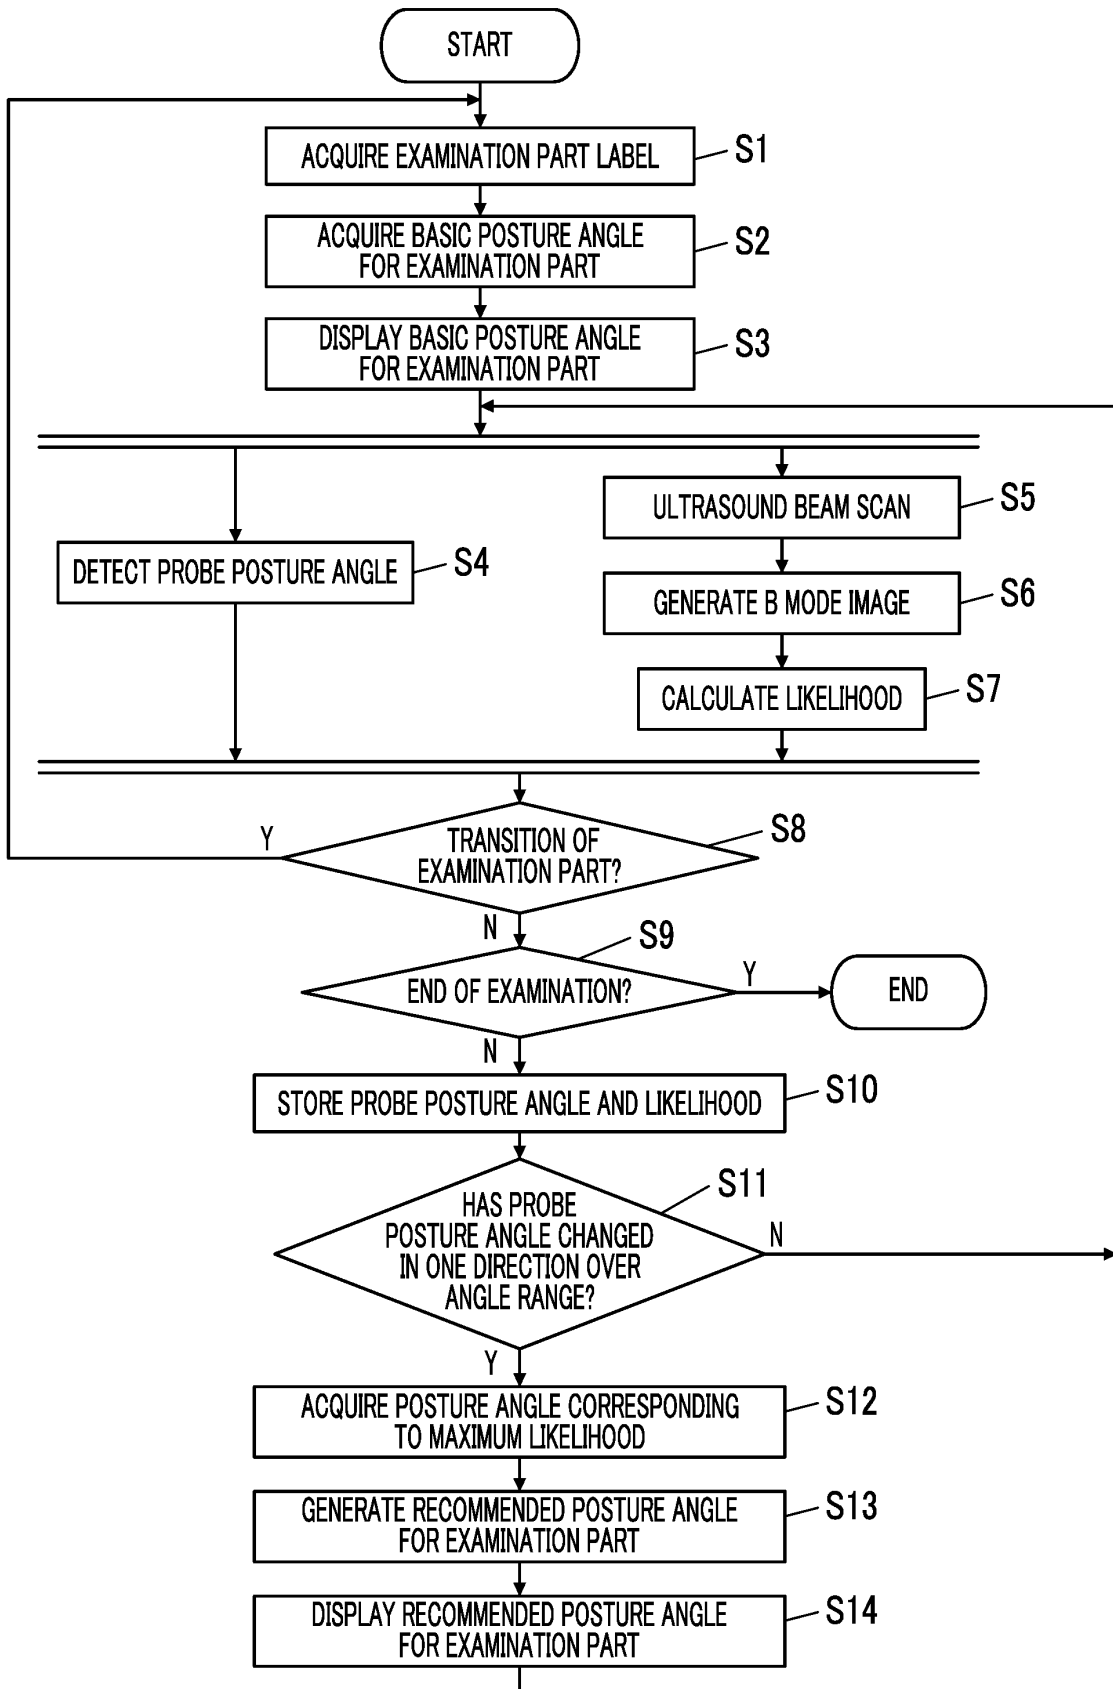 START
ACQUIRE EXAMINATION PART LABEL
S1
ACQUIRE BASIC POSTURE ANGLE
FOR EXAMINATION PART
S2
DISPLAY BASIC POSTURE ANGLE
FOR EXAMINATION PART
S3
DETECT PROBE POSTURE ANGLE
S4
ULTRASOUND BEAM SCAN
S5
GENERATE B MODE IMAGE
S6
CALCULATE LIKELIHOOD
S7
TRANSITION OF
EXAMINATION PART?
S8
Y
N
END OF EXAMINATION?
S9
Y
END
N
STORE PROBE POSTURE ANGLE AND LIKELIHOOD
S10
HAS PROBE
POSTURE ANGLE CHANGED
IN ONE DIRECTION OVER
ANGLE RANGE?
S11
N
Y
ACQUIRE POSTURE ANGLE CORRESPONDING
TO MAXIMUM LIKELIHOOD
S12
GENERATE RECOMMENDED POSTURE ANGLE
FOR EXAMINATION PART
S13
DISPLAY RECOMMENDED POSTURE ANGLE
FOR EXAMINATION PART
S14